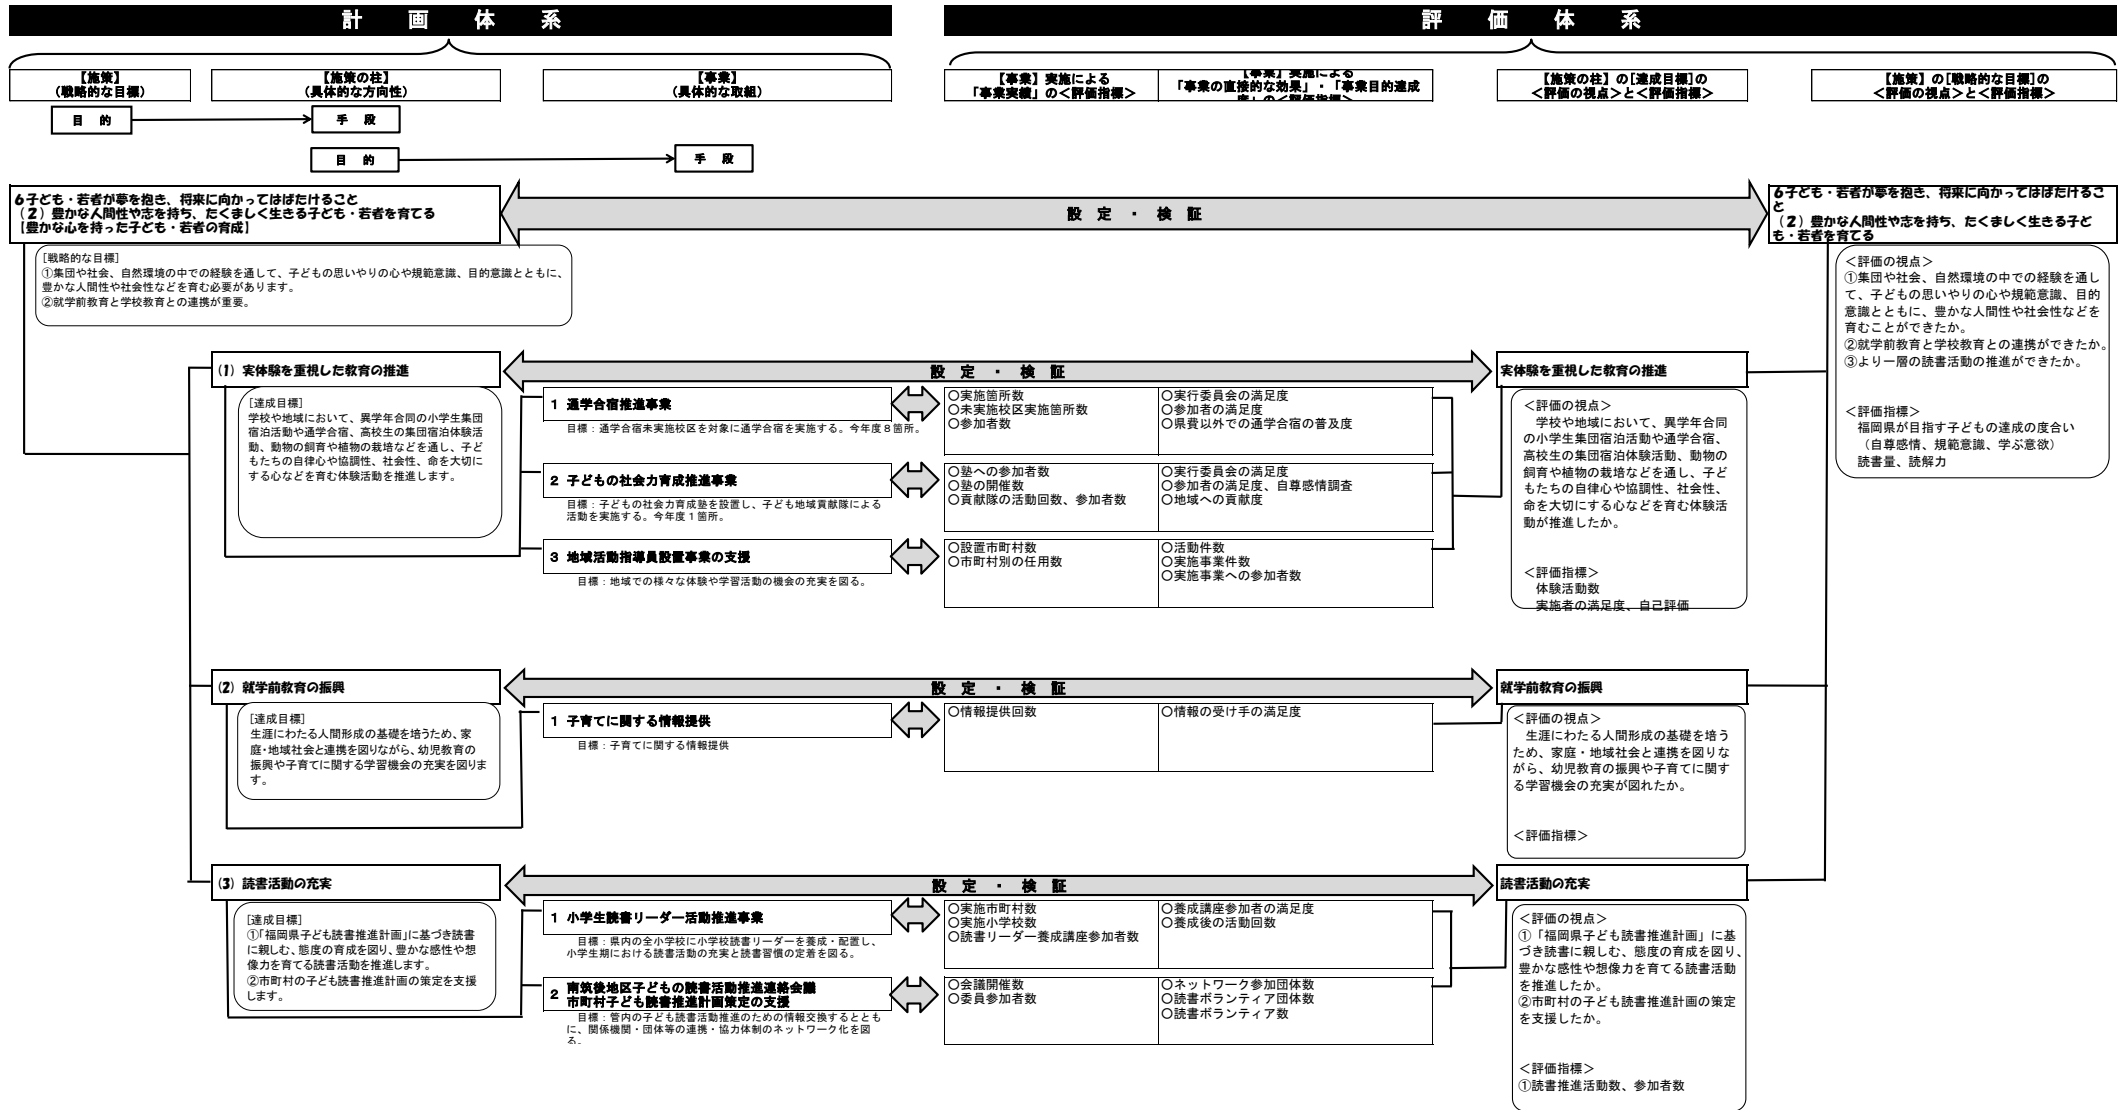 計 画 体 系
評 価 体 系
【施策】
（戦略的な目標）
【施策の柱】
（具体的な方向性）
【事業】
（具体的な取組）
【事業】実施による
「事業実績」の＜評価指標＞
【事業】実施による
「事業の直接的な効果」・「事業目的達成
度」の＜評価指標＞
【施策の柱】の[達成目標]の
＜評価の視点＞と＜評価指標＞
【施策】の[戦略的な目標]の
＜評価の視点＞と＜評価指標＞
目 的
手 段
目 的
手 段
6子ども・若者が夢を抱き、将来に向かってはばたけること
（２）豊かな人間性や志を持ち、たくましく生きる子ども・若者を育てる
[豊かな心を持った子ども・若者の育成]
設 定 ・ 検 証
6子ども・若者が夢を抱き、将来に向かってはばたけるこ
と
（２）豊かな人間性や志を持ち、たくましく生きる子ど
も・若者を育てる
[戦略的な目標]
①集団や社会、自然環境の中での経験を通して、子どもの思いやりの心や規範意識、目的意識とともに、
豊かな人間性や社会性などを育む必要があります。
②就学前教育と学校教育との連携が重要。
＜評価の視点＞
①集団や社会、自然環境の中での経験を通し
て、子どもの思いやりの心や規範意識、目的
意識とともに、豊かな人間性や社会性などを
育むことができたか。
②就学前教育と学校教育との連携ができたか。
③より一層の読書活動の推進ができたか。
＜評価指標＞
福岡県が目指す子どもの達成の度合い
（自尊感情、規範意識、学ぶ意欲）
読書量、読解力
(1) 実体験を重視した教育の推進
設 定 ・ 検 証
実体験を重視した教育の推進
[達成目標]
学校や地域において、異学年合同の小学生集団
宿泊活動や通学合宿、高校生の集団宿泊体験活
動、動物の飼育や植物の栽培などを通し、子ど
もたちの自律心や協調性、社会性、命を大切に
する心などを育む体験活動を推進します。
1 通学合宿推進事業
目標：通学合宿未実施校区を対象に通学合宿を実施する。今年度８箇所。
○実施箇所数
○未実施校区実施箇所数
○参加者数
○実行委員会の満足度
○参加者の満足度
○県費以外での通学合宿の普及度
2 子どもの社会力育成推進事業
目標：子どもの社会力育成塾を設置し、子ども地域貢献隊による
活動を実施する。今年度１箇所。
○塾への参加者数
○塾の開催数
○貢献隊の活動回数、参加者数
○実行委員会の満足度
○参加者の満足度、自尊感情調査
○地域への貢献度
3 地域活動指導員設置事業の支援
目標：地域での様々な体験や学習活動の機会の充実を図る。
○設置市町村数
○市町村別の任用数
○活動件数
○実施事業件数
○実施事業への参加者数
＜評価の視点＞
学校や地域において、異学年合同
の小学生集団宿泊活動や通学合宿、
高校生の集団宿泊体験活動、動物の
飼育や植物の栽培などを通し、子ど
もたちの自律心や協調性、社会性、
命を大切にする心などを育む体験活
動が推進したか。
＜評価指標＞
体験活動数
実施者の満足度、自己評価
(2) 就学前教育の振興
設 定 ・ 検 証
就学前教育の振興
[達成目標]
生涯にわたる人間形成の基礎を培うため、家
庭・地域社会と連携を図りながら、幼児教育の
振興や子育てに関する学習機会の充実を図りま
す。
1 子育てに関する情報提供
目標：子育てに関する情報提供
○情報提供回数
○情報の受け手の満足度
＜評価の視点＞
生涯にわたる人間形成の基礎を培う
ため、家庭・地域社会と連携を図りな
がら、幼児教育の振興や子育てに関す
る学習機会の充実が図れたか。
＜評価指標＞
(3) 読書活動の充実
設 定 ・ 検 証
読書活動の充実
[達成目標]
①「福岡県子ども読書推進計画」に基づき読書
に親しむ、態度の育成を図り、豊かな感性や想
像力を育てる読書活動を推進します。
②市町村の子ども読書推進計画の策定を支援
します。
1 小学生読書リーダー活動推進事業
目標：県内の全小学校に小学校読書リーダーを養成・配置し、
小学生期における読書活動の充実と読書習慣の定着を図る。
○実施市町村数
○実施小学校数
○読書リーダー養成講座参加者数
○養成講座参加者の満足度
○養成後の活動回数
2 南筑後地区子どもの読書活動推進連絡会議
市町村子ども読書推進計画策定の支援
目標：管内の子ども読書活動推進のための情報交換するととも
に、関係機関・団体等の連携・協力体制のネットワーク化を図
る。
○会議開催数
○委員参加者数
○ネットワーク参加団体数
○読書ボランティア団体数
○読書ボランティア数
＜評価の視点＞
①「福岡県子ども読書推進計画」に基
づき読書に親しむ、態度の育成を図り、
豊かな感性や想像力を育てる読書活動
を推進したか。
②市町村の子ども読書推進計画の策定
を支援したか。
＜評価指標＞
①読書推進活動数、参加者数